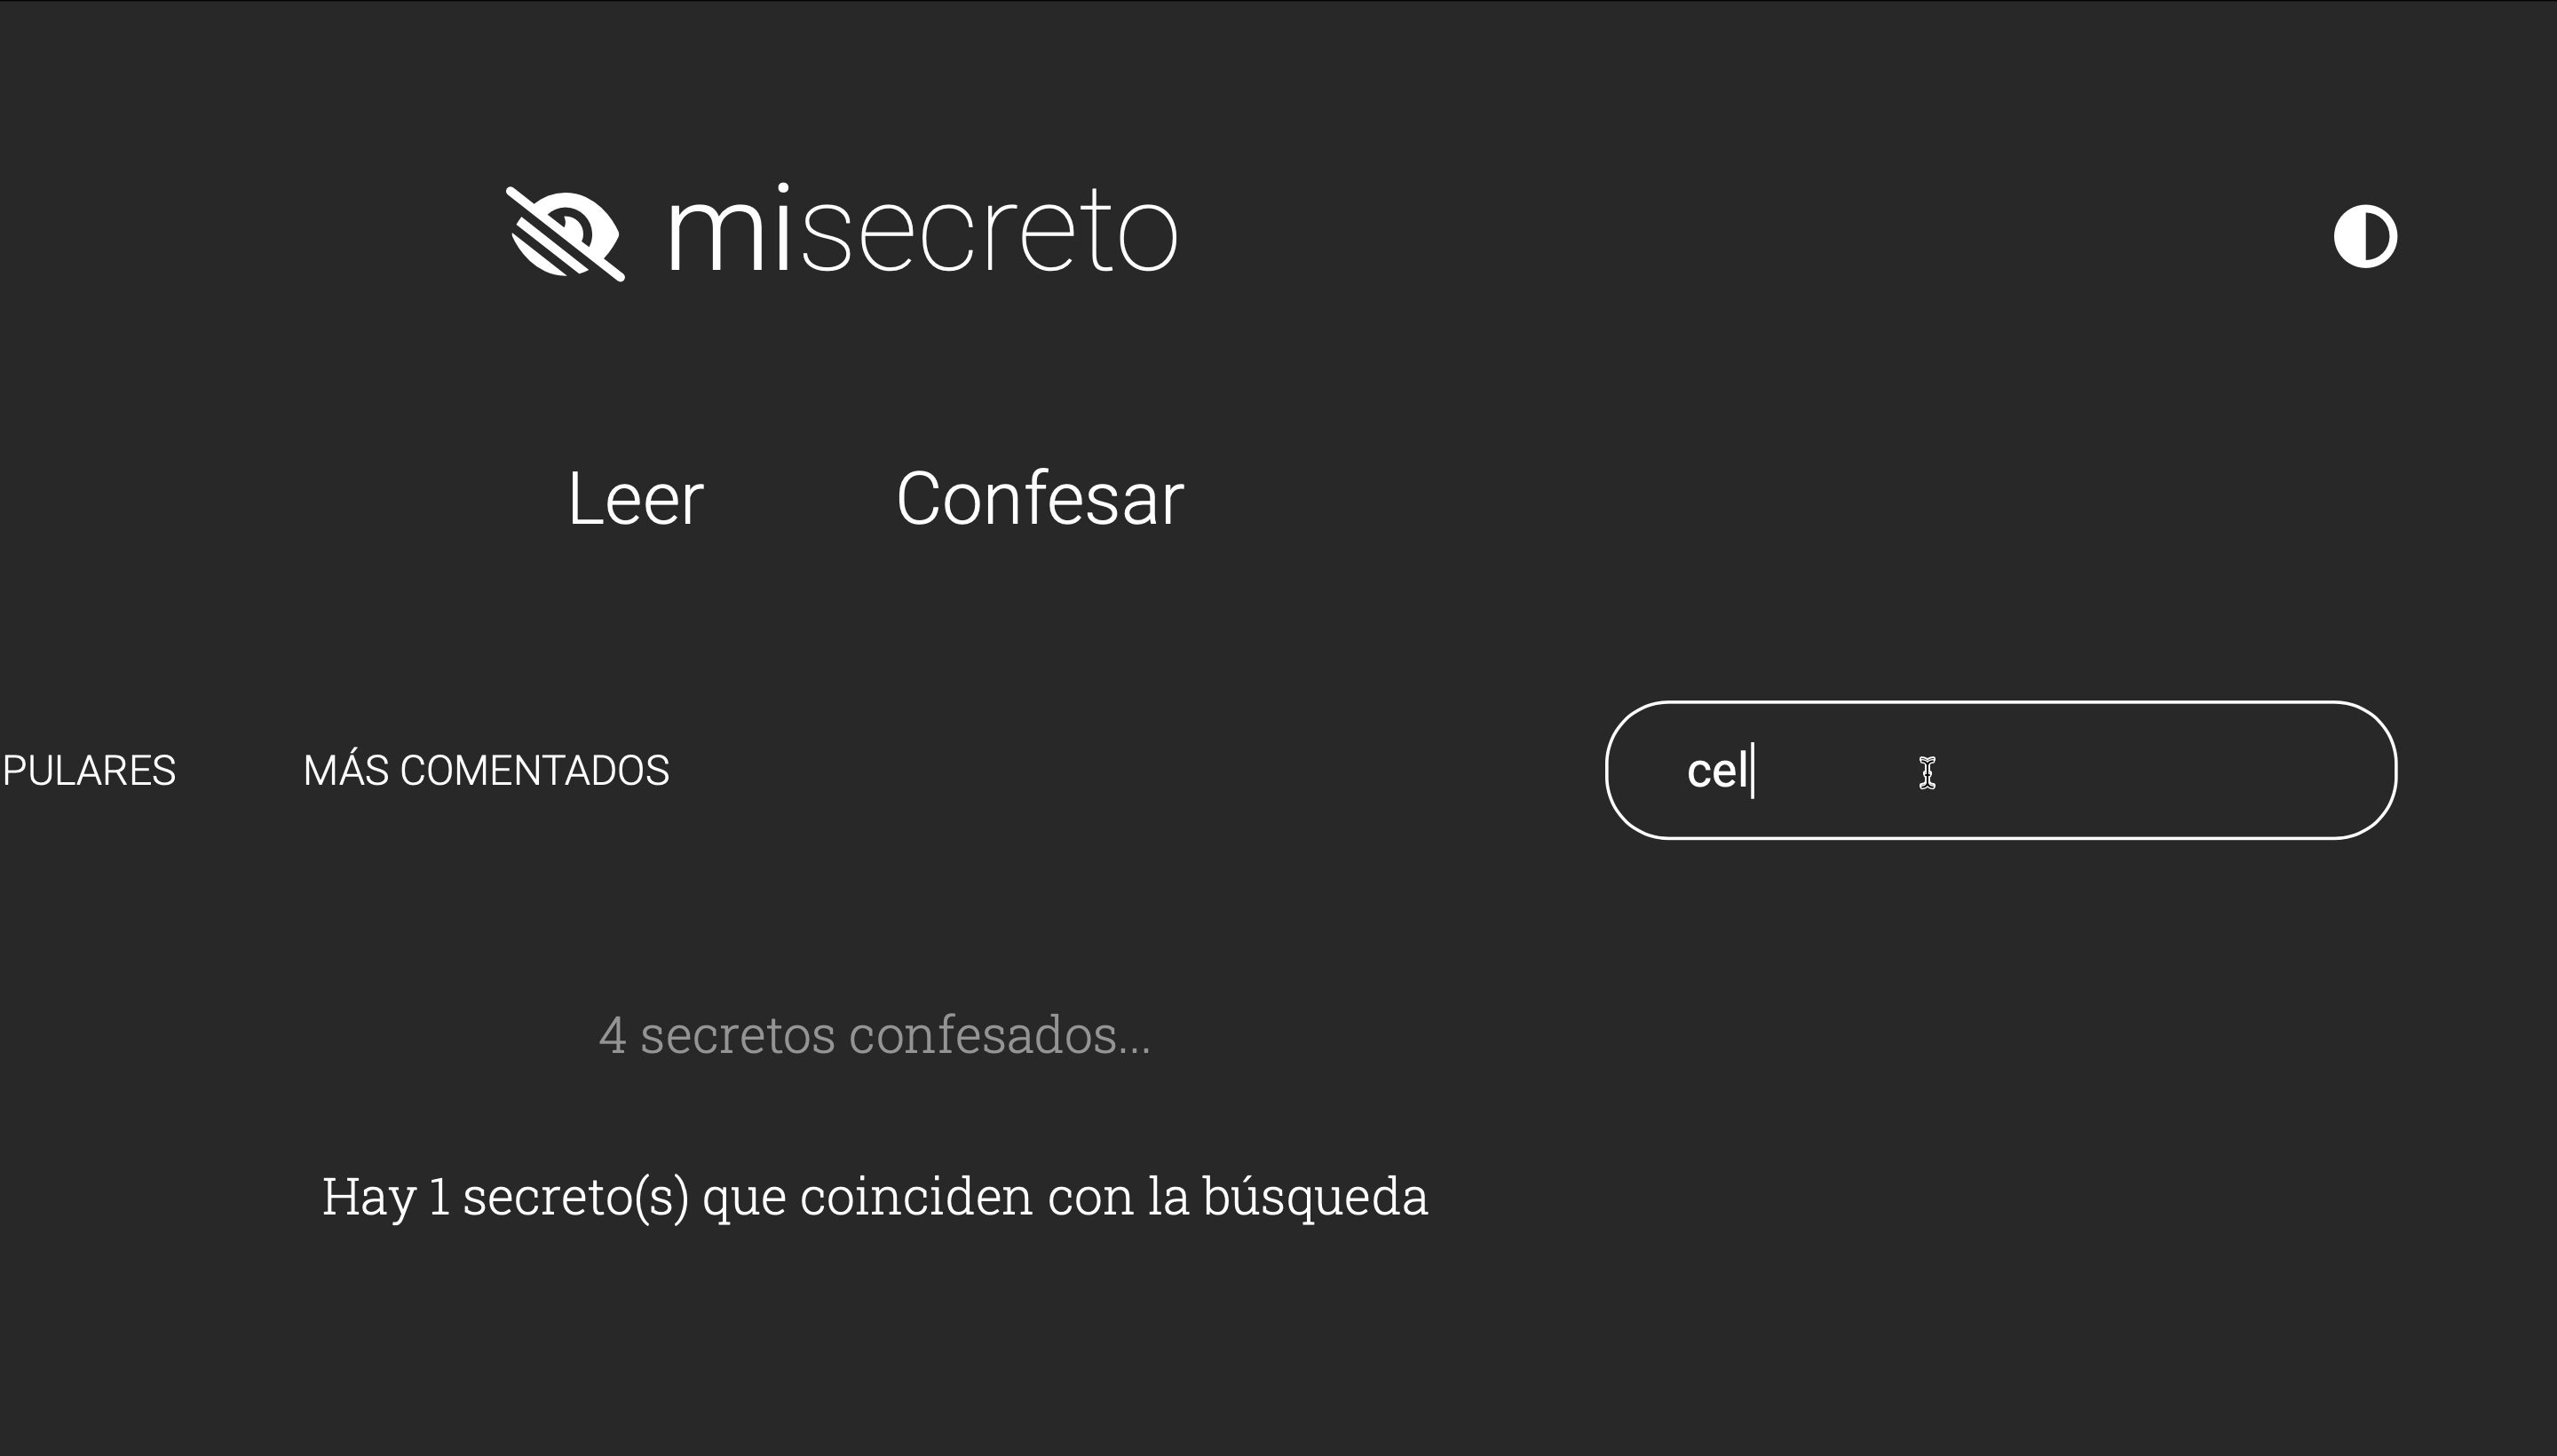 misecreto
Leer Confesar
PULARES MÁS COMENTADOS cel
4 secretos confesados...
Hay 1 secreto(s) que coinciden con la búsqueda